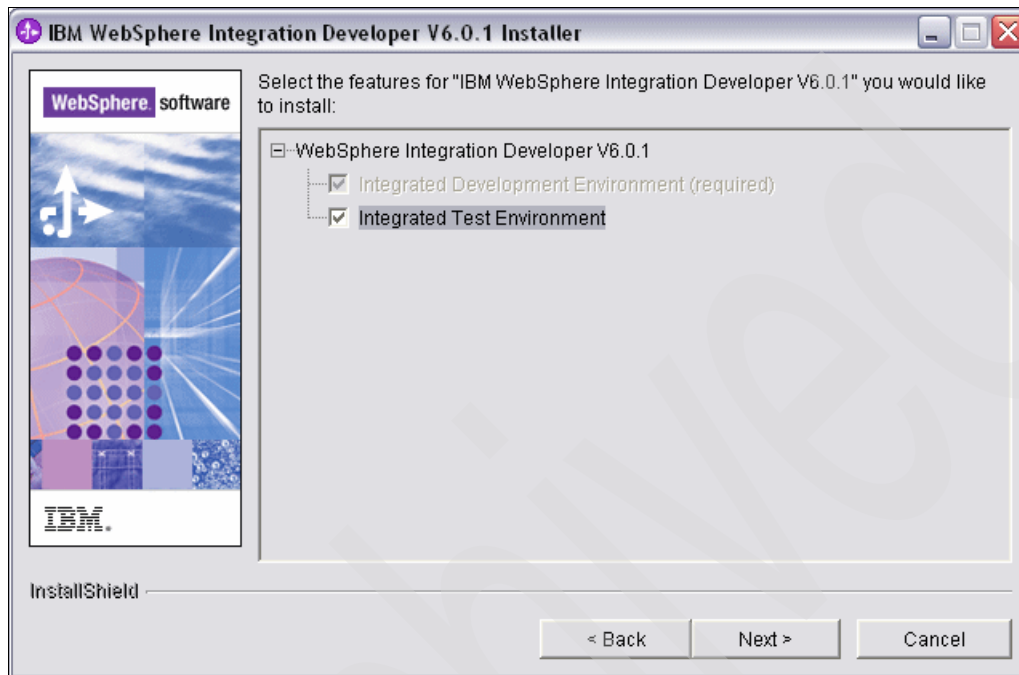 IBM WebSphere Integration Developer V6.0.1 Installer
WebSphere. software
Select the features for "IBM WebSphere Integration Developer V6.0.1" you would like
to install:
WebSphere Integration Developer V6.0.1
Integrated Development Environment (required)
Integrated Test Environment
IBM.
InstallShield
< Back
Next >
Cancel